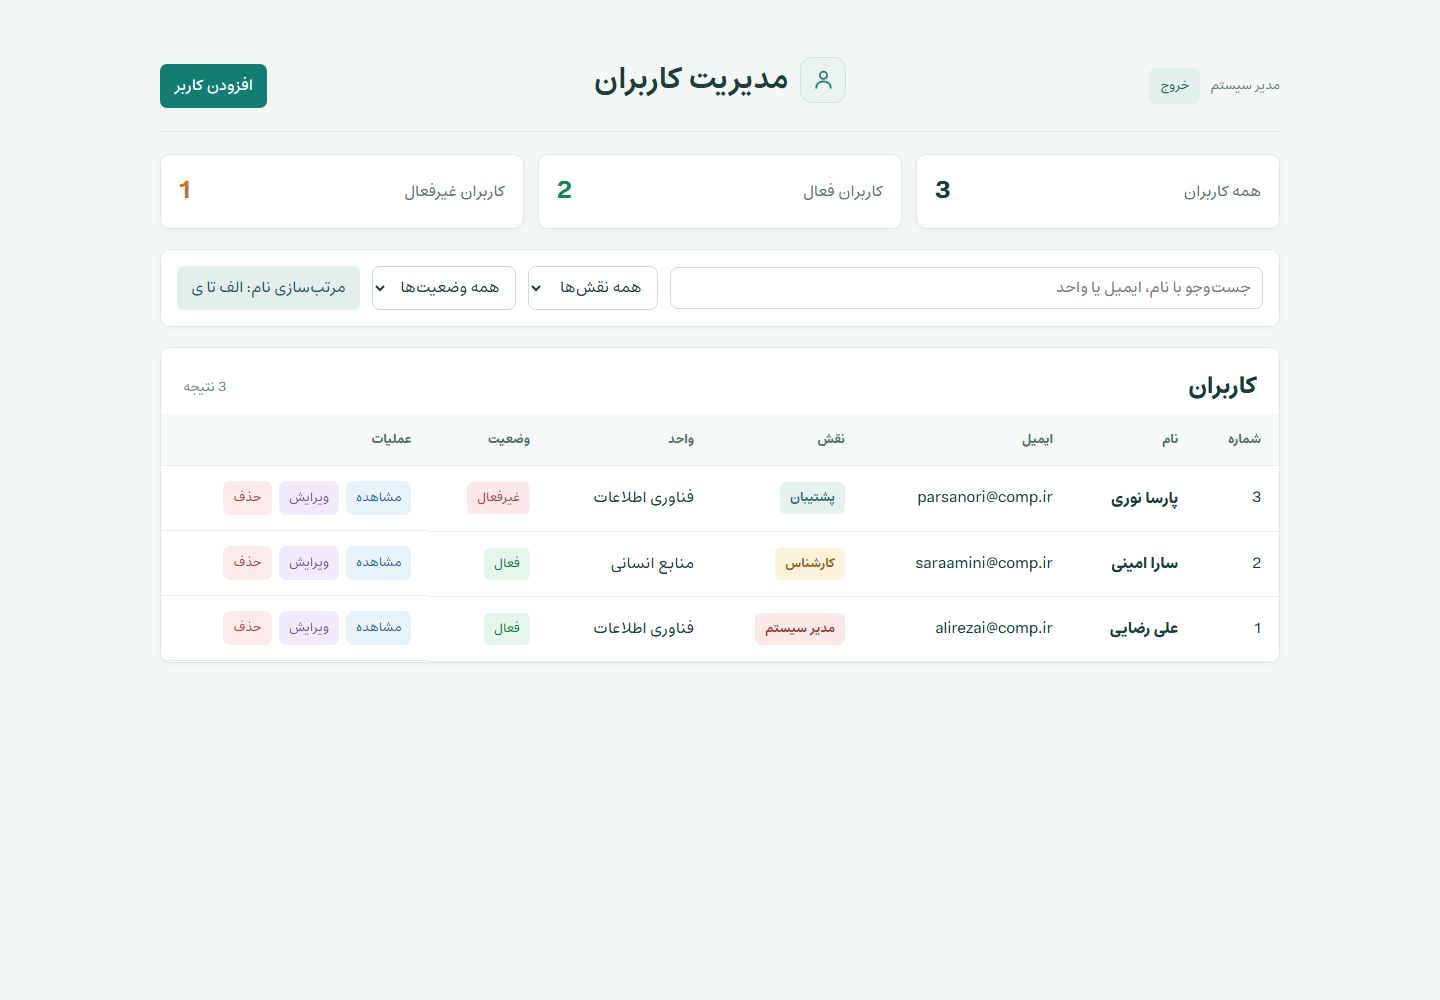 مدیر سیستم خروج
مدیریت کاربران
افزودن کاربر
همه کاربران 3
کاربران فعال 2
کاربران غیرفعال 1
جست‌وجو با نام، ایمیل یا واحد
همه نقش‌ها
همه وضعیت‌ها
مرتب‌سازی نام: الف تا ی
کاربران
3 نتیجه
شماره نام ایمیل نقش واحد وضعیت عملیات
3 پارسا نوری parsanori@comp.ir پشتیبان فناوری اطلاعات غیرفعال مشاهده ویرایش حذف
2 سارا امینی saraamini@comp.ir کارشناس منابع انسانی فعال مشاهده ویرایش حذف
1 علی رضایی alirezai@comp.ir مدیر سیستم فناوری اطلاعات فعال مشاهده ویرایش حذف